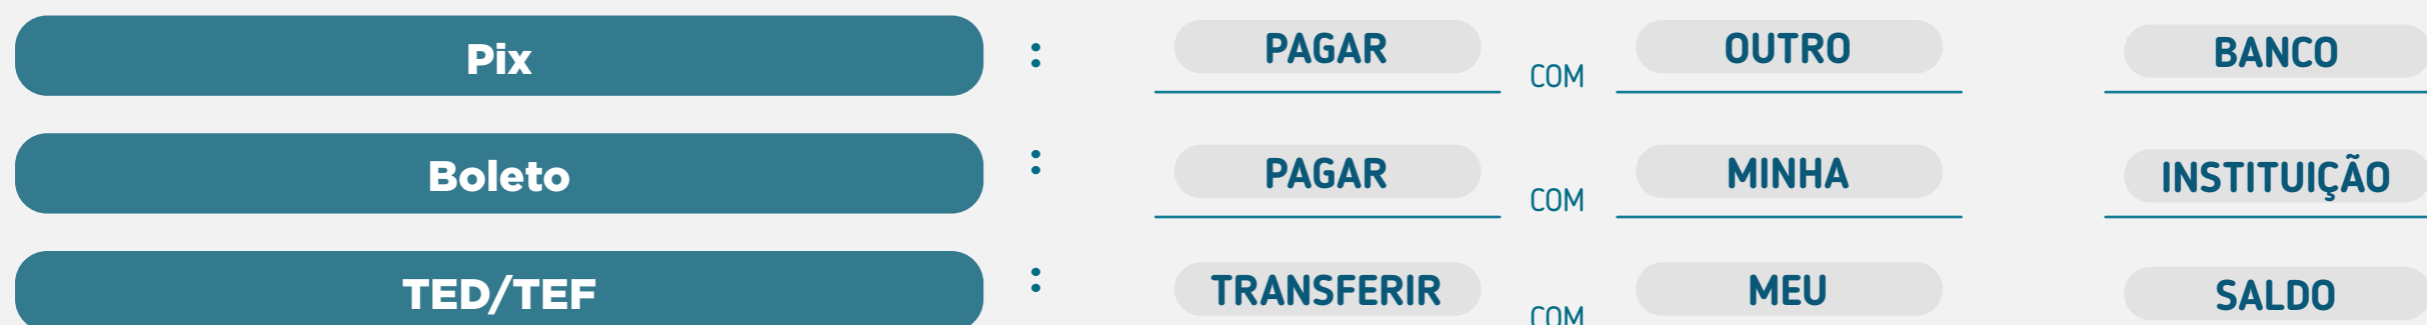 Pix : PAGAR COM OUTRO BANCO
Boleto : PAGAR COM MINHA INSTITUIÇÃO
TED/TEF : TRANSFERIR COM MEU SALDO